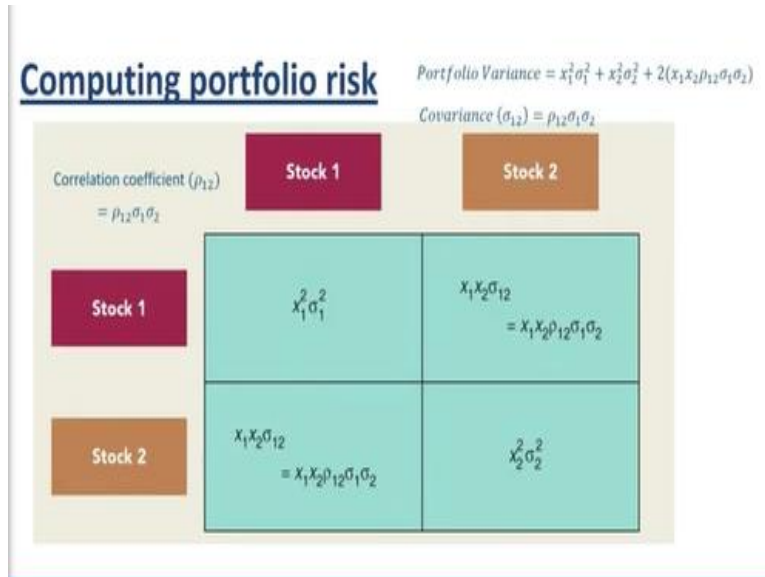 Computing portfolio risk
Portfolio Variance = x₁²σ₁² + x₂²σ₂² + 2(x₁x₂ρ₁₂σ₁σ₂)
Covariance (σ₁₂) = ρ₁₂σ₁σ₂
Correlation coefficient (ρ₁₂)
= ρ₁₂σ₁σ₂
Stock 1
Stock 2
Stock 1
x₁²σ₁²
x₁x₂σ₁₂
= x₁x₂ρ₁₂σ₁σ₂
Stock 2
x₁x₂σ₁₂
= x₁x₂ρ₁₂σ₁σ₂
x₂²σ₂²